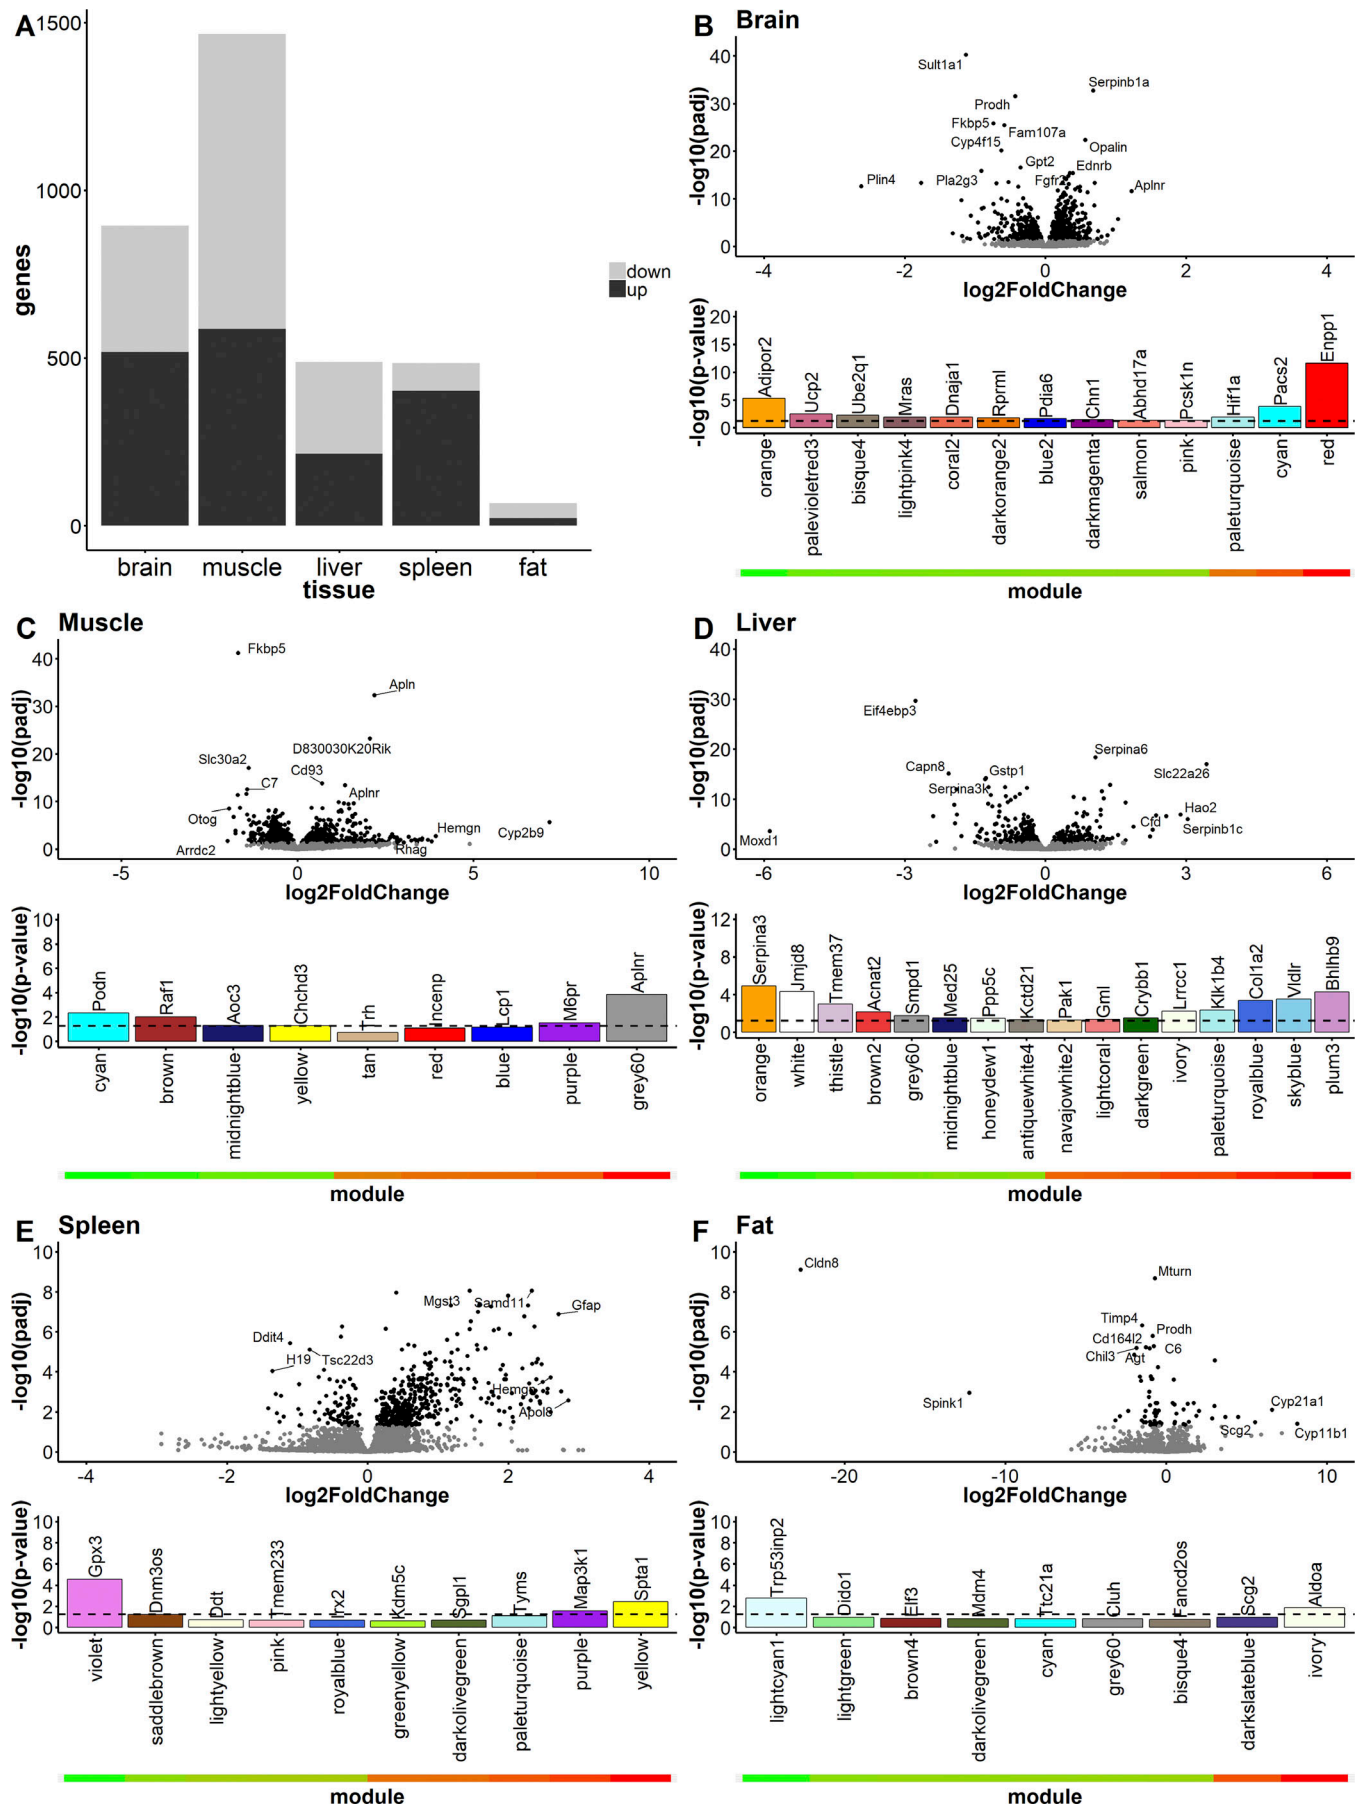 A
1500
1000
500
0
genes
brain muscle liver spleen fat
tissue
down
up
B Brain
40
30
20
10
0
-log10(padj)
Sult1a1
Serpinb1a
Prodh
Fkbp5
Fam107a
Cyp4f15
Opalin
Gpt2
Ednrb
Plin4
Pla2g3
Fgfr2
Aplnr
-4 -2 0 2 4
log2FoldChange
20
15
10
5
0
-log10(p-value)
Adipor2 Ucp2 Ube2q1 Mras Dnaja1 Rprml Pdia6 Chn1 Abhd17a Pcsk1n Hif1a Pacs2 Enpp1
orange palevioletred3 bisque4 lightpink4 coral2 darkorange2 blue2 darkmagenta salmon pink paleturquoise cyan red
module
C Muscle
40
30
20
10
0
-log10(padj)
Fkbp5
Apln
D830030K20Rik
Slc30a2
Cd93
C7
Aplnr
Otog
Hemgn
Cyp2b9
Arrdc2
Rhag
-5 0 5 10
log2FoldChange
10
8
6
4
2
0
-log10(p-value)
Podn Raf1 Aoc3 Chchd3 Trh Incenp Lcp1 M6pr Aplnr
cyan brown midnightblue yellow tan red blue purple grey60
module
D Liver
40
30
20
10
0
-log10(padj)
Eif4ebp3
Serpina6
Capn8
Gstp1
Slc22a26
Serpina3k
Hao2
Cfd
Serpinb1c
Moxd1
-6 -3 0 3 6
log2FoldChange
12
8
4
0
-log10(p-value)
Serpina3 Jmjd8 Tmem37 Acnat2 Smpd1 Med25 Ppp5c Kctd21 Pak1 Gml Crybb1 Lrrcc1 Klk1b4 Col1a2 Vldlr Bhlhb9
orange white thistle brown2 grey60 midnightblue honeydew1 antiquewhite4 navajowhite2 lightcoral darkgreen ivory paleturquoise royalblue skyblue plum3
module
E Spleen
10
8
6
4
2
0
-log10(padj)
Mgst3
Samd11
Gfap
Ddit4
H19
Tsc22d3
Hemgn
Apol8
-4 -2 0 2 4
log2FoldChange
10
8
6
4
2
0
-log10(p-value)
Gpx3 Dnm3os Ddt Tmem233 Irx2 Kdm5c Sgpl1 Tyms Map3k1 Spta1
violet saddlebrown lightyellow pink royalblue greenyellow darkolivegreen paleturquoise purple yellow
module
F Fat
10
8
6
4
2
0
-log10(padj)
Cldn8
Mturn
Timp4
Prodh
Cd164l2
C6
Chil3
Agt
Spink1
Cyp21a1
Scg2
Cyp11b1
-20 -10 0 10
log2FoldChange
10
8
6
4
2
0
-log10(p-value)
Trp53inp2 Dido1 Elf3 Mdm4 Ttc21a Cluh Fancd2os Scg2 Aldoa
lightcyan1 lightgreen brown4 darkolivegreen cyan grey60 bisque4 darkslateblue ivory
module